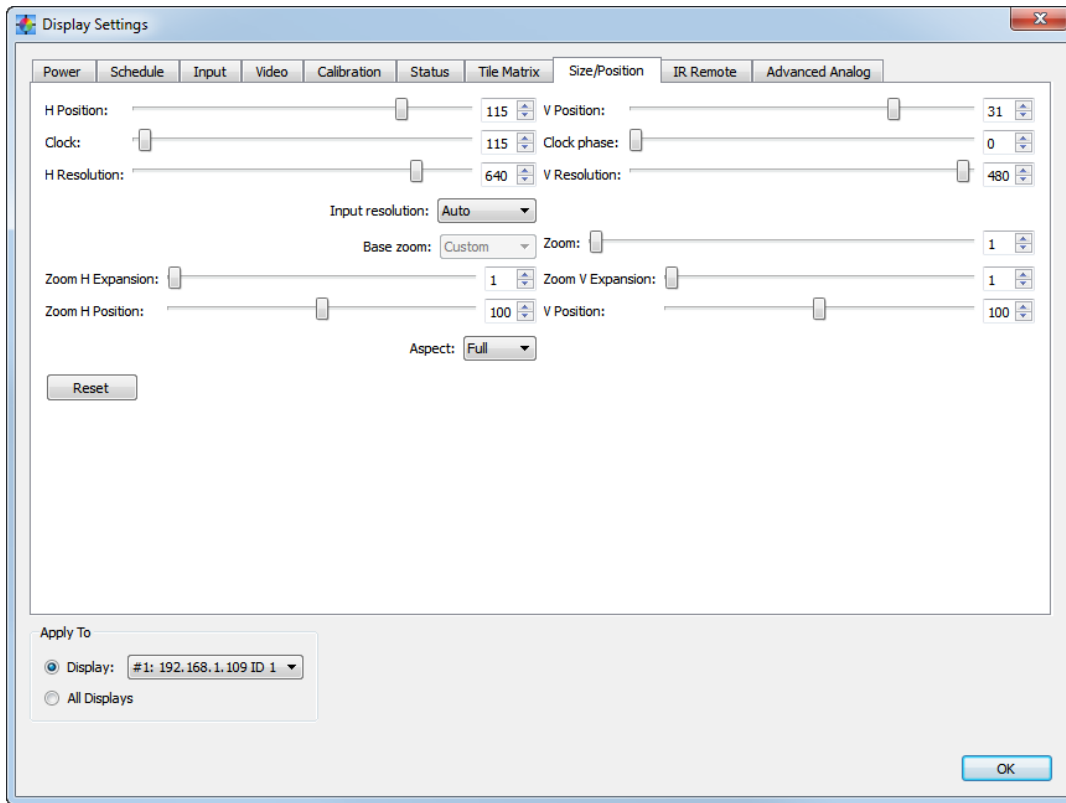 Display Settings
Power Schedule Input Video Calibration Status Tile Matrix Size/Position IR Remote Advanced Analog
H Position: 115 V Position: 31
Clock: 115 Clock phase: 0
H Resolution: 640 V Resolution: 480
Input resolution: Auto
Base zoom: Custom Zoom: 1
Zoom H Expansion: 1 Zoom V Expansion: 1
Zoom H Position: 100 V Position: 100
Aspect: Full
Reset
Apply To
Display: #1: 192.168.1.109 ID 1
All Displays
OK